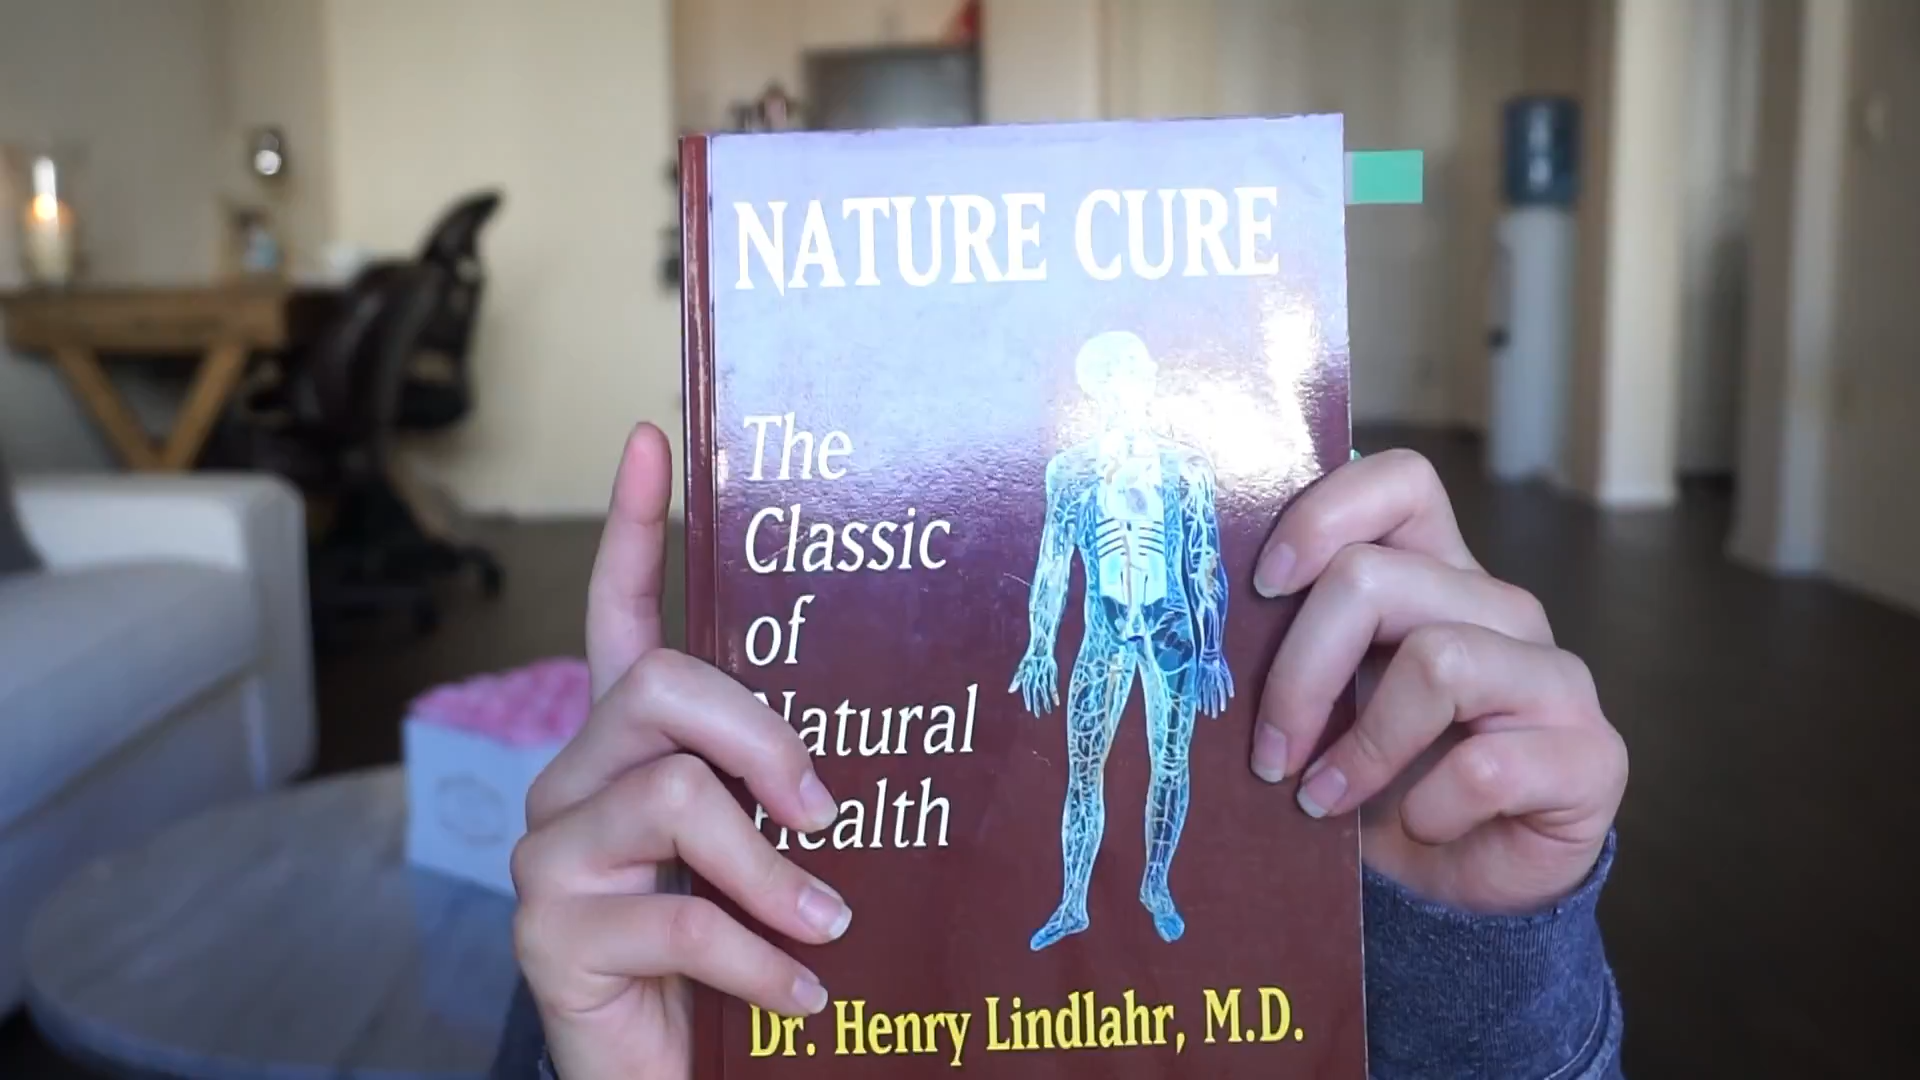 NATURE CURE
The
Classic
of
Natural
Health
Dr. Henry Lindlahr, M.D.